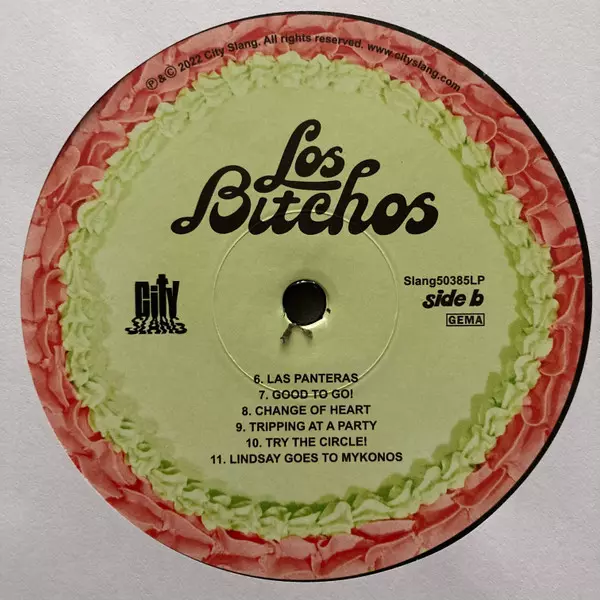 ℗ & © 2022 City Slang. All rights reserved. www.cityslang.com
Los
Bitchos
CiTY
SLANG
Slang50385LP
side b
GEMA
6. LAS PANTERAS
7. GOOD TO GO!
8. CHANGE OF HEART
9. TRIPPING AT A PARTY
10. TRY THE CIRCLE!
11. LINDSAY GOES TO MYKONOS